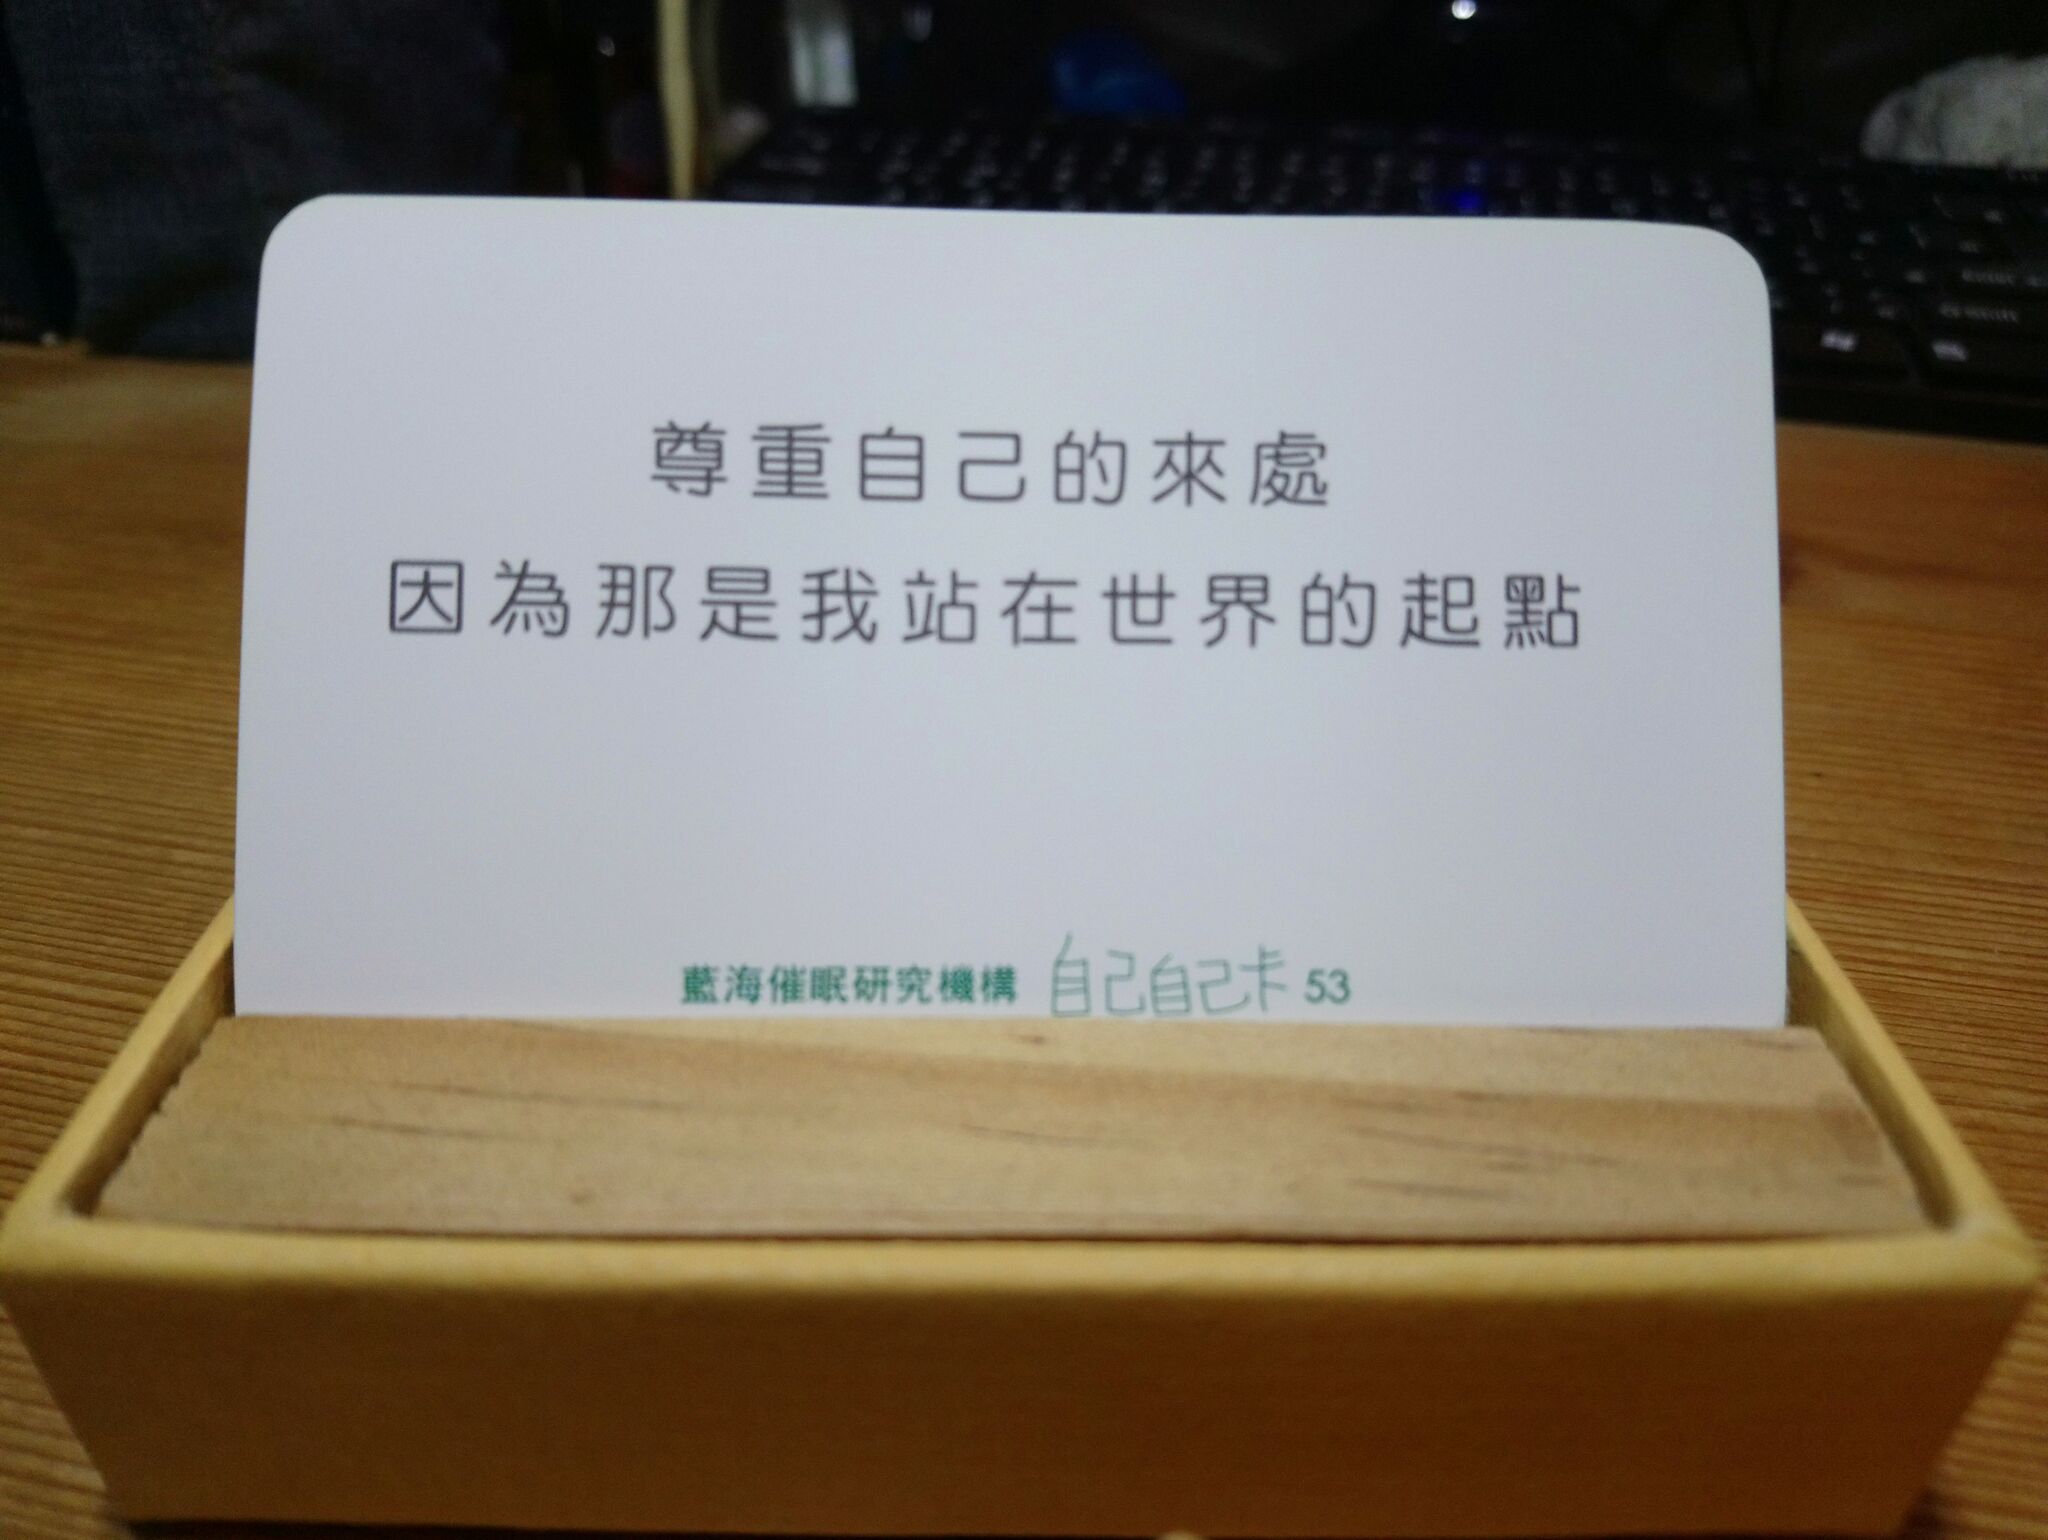 尊重自己的來處
因為那是我站在世界的起點
藍海催眠研究機構 自己自己卡 53